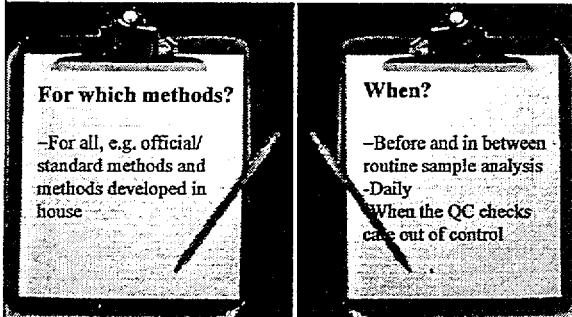 For which methods?
–For all, e.g. official/
standard methods and
methods developed in
house
When?
–Before and in between
routine sample analysis
-Daily
When the QC checks
out of control